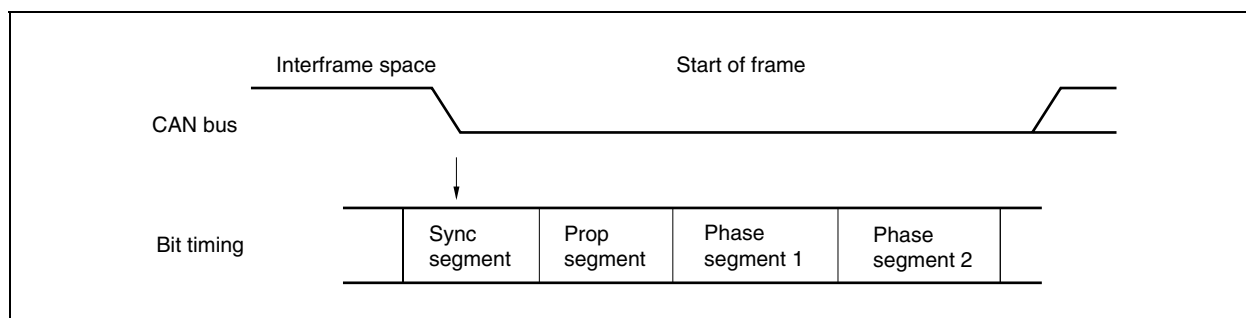 Interframe space
Start of frame
CAN bus
Bit timing
Sync
segment
Prop
segment
Phase
segment 1
Phase
segment 2